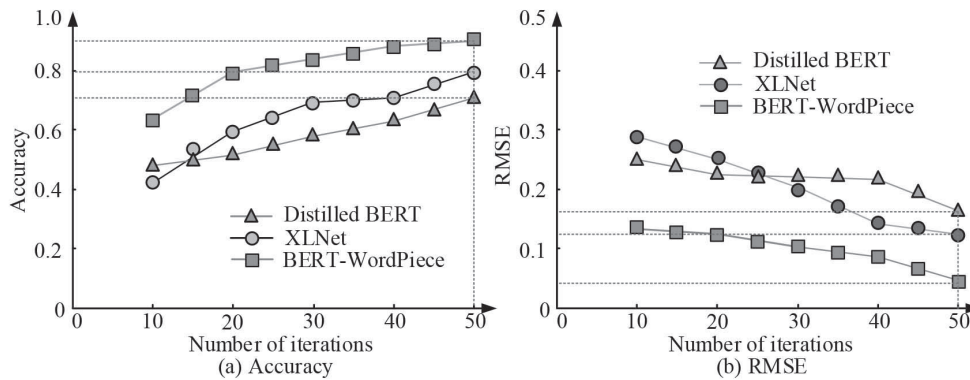 1.0
0.8
0.6
0.4
0.2
0
Accuracy
Distilled BERT
XLNet
BERT-WordPiece
0 10 20 30 40 50
Number of iterations
(a) Accuracy
0.5
0.4
0.3
0.2
0.1
0
RMSE
Distilled BERT
XLNet
BERT-WordPiece
0 10 20 30 40 50
Number of iterations
(b) RMSE